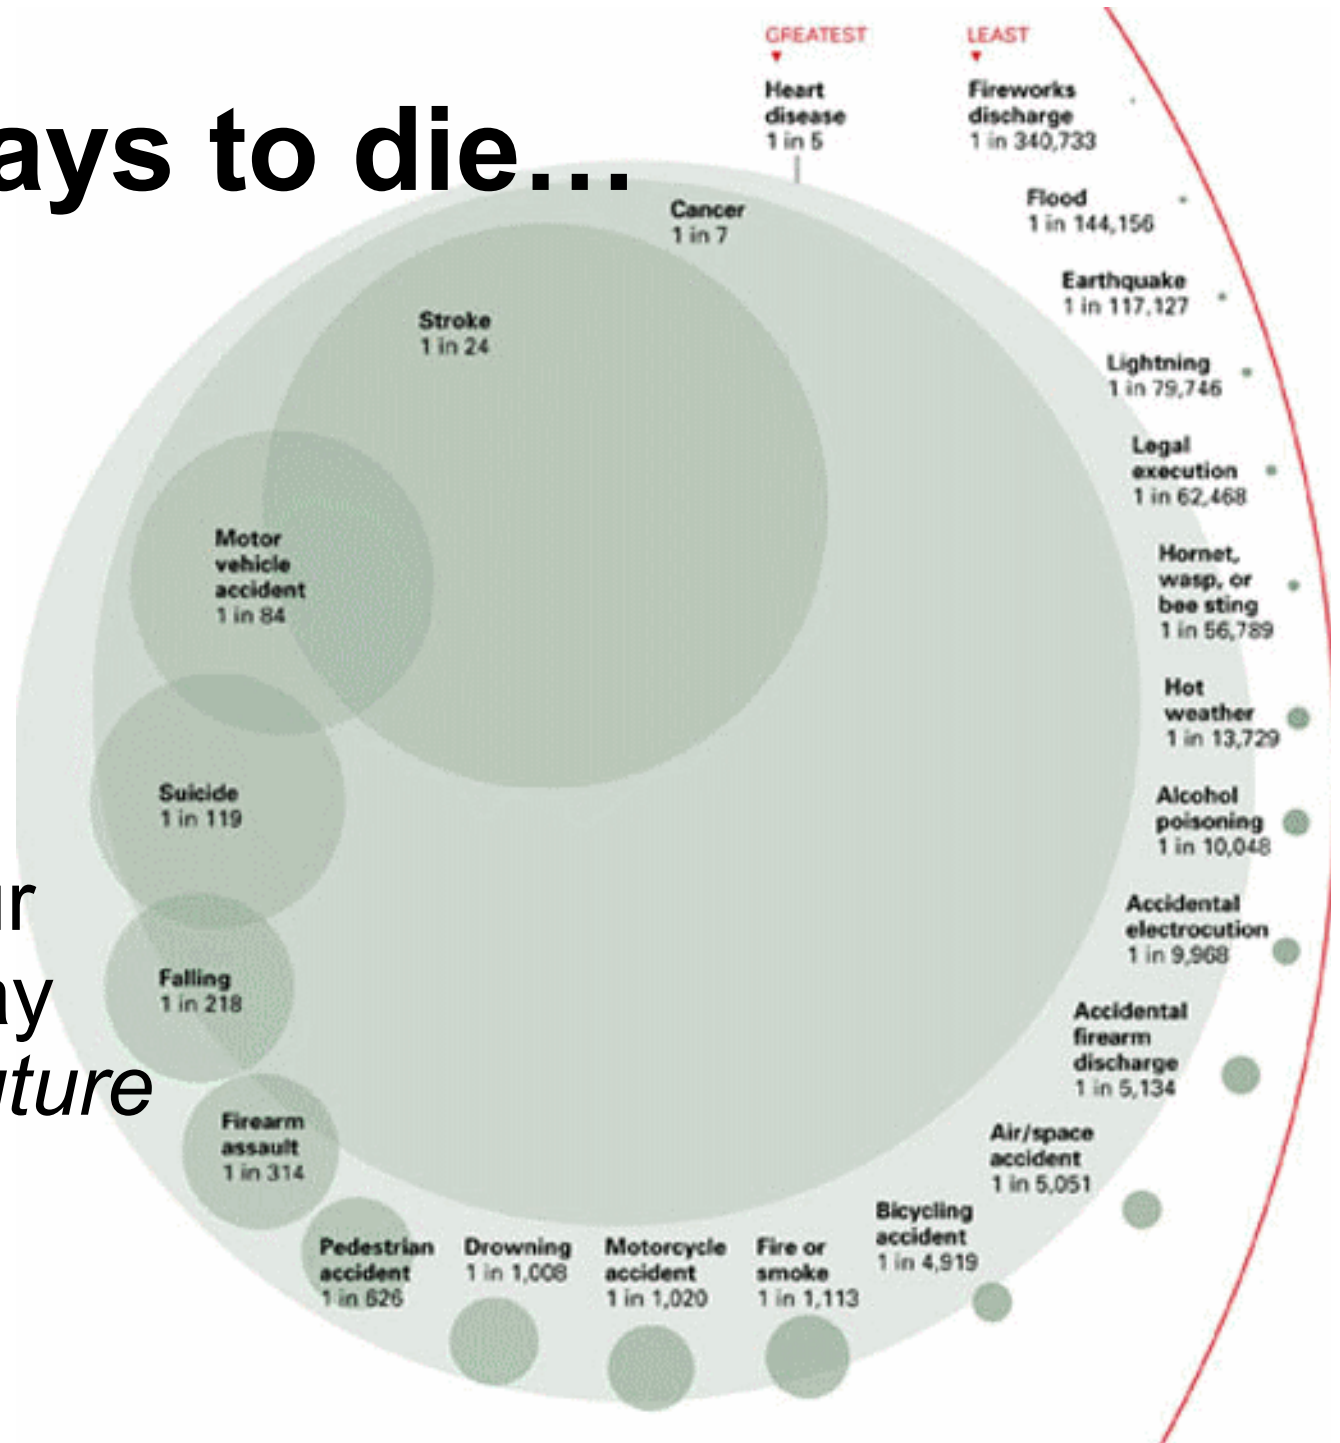 GREATEST
Heart
disease
1 in 5
LEAST
Fireworks
discharge
1 in 340,733
ays to die…
Cancer
1 in 7
Flood
1 in 144,156
Earthquake
1 in 117,127
Stroke
1 in 24
Lightning
1 in 79,746
Legal
execution
1 in 62,468
Motor
vehicle
accident
1 in 84
Hornet,
wasp, or
bee sting
1 in 56,789
Hot
weather
1 in 13,729
Suicide
1 in 119
Alcohol
poisoning
1 in 10,048
ur
ay
uture
Accidental
electrocution
1 in 9,968
Falling
1 in 218
Accidental
firearm
discharge
1 in 5,134
Firearm
assault
1 in 314
Air/space
accident
1 in 5,051
Bicycling
accident
1 in 4,919
Pedestrian
accident
1 in 626
Drowning
1 in 1,008
Motorcycle
accident
1 in 1,020
Fire or
smoke
1 in 1,113